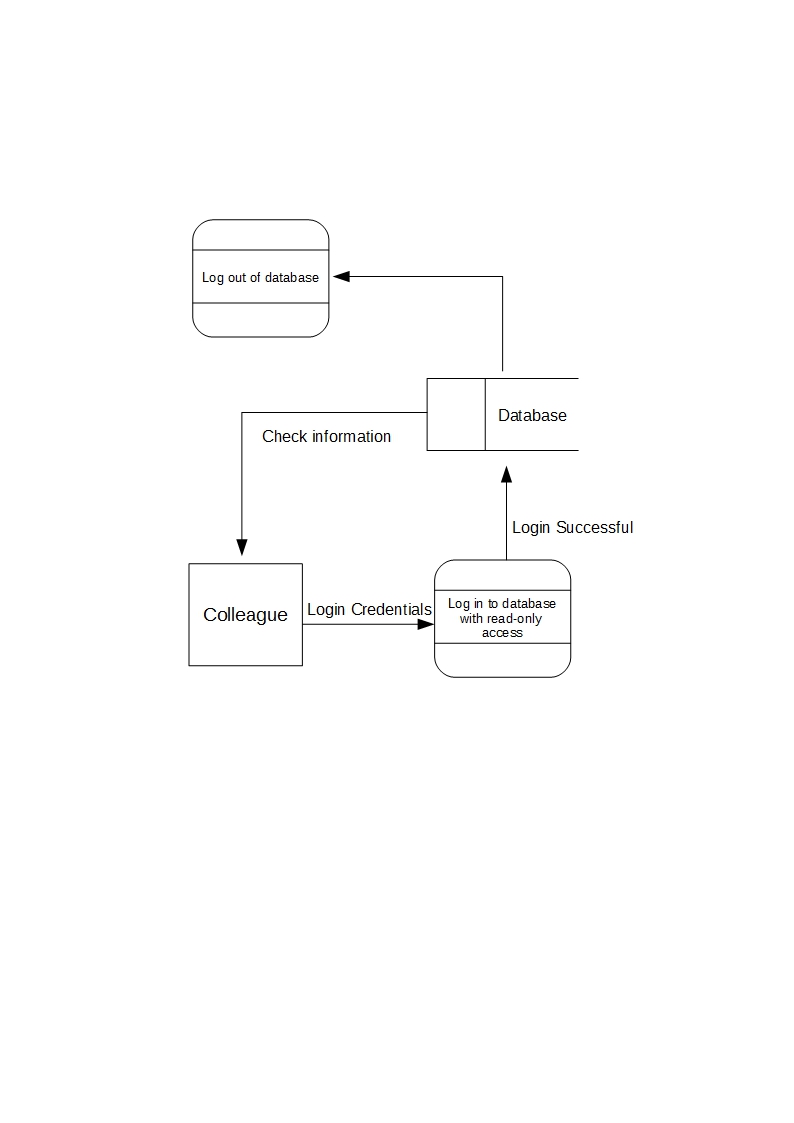 Log out of database
Database
Check information
Login Successful
Log in to database
with read-only
access
Login Credentials
Colleague